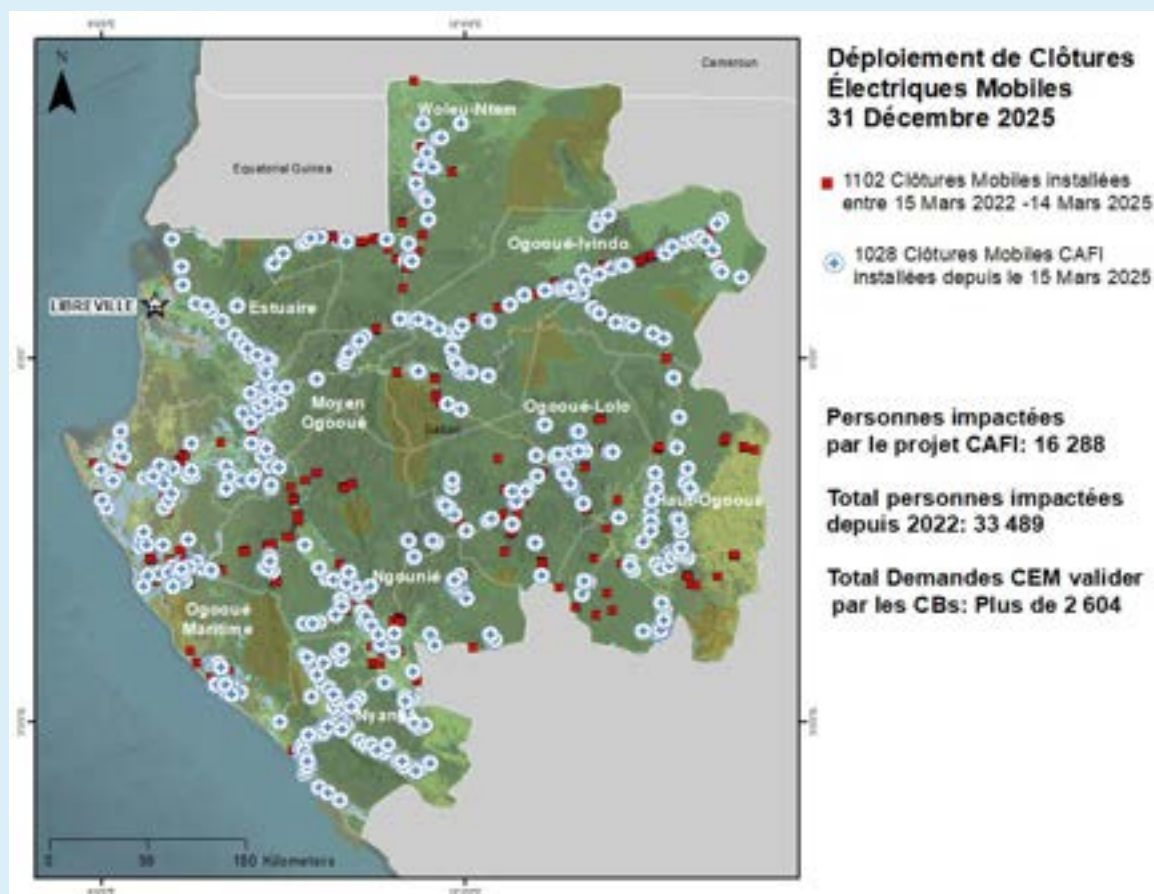 N
Cameroun
Woleu-Ntem
Equatorial Guinea
Ogooué-Ivindo
LIBREVILLE
Estuaire
Moyen
Ogooué
Ogooué-Lolo
Haut-Ogooué
Ngounié
Ogooué
Maritime
Nyanga
Kilometers
Déploiement de Clôtures
Électriques Mobiles
31 Décembre 2025
1102 Clôtures Mobiles installées
entre 15 Mars 2022 -14 Mars 2025
1028 Clôtures Mobiles CAFI
installées depuis le 15 Mars 2025
Personnes impactées
par le projet CAFI: 16 288
Total personnes impactées
depuis 2022: 33 489
Total Demandes CEM valider
par les CBs: Plus de 2 604